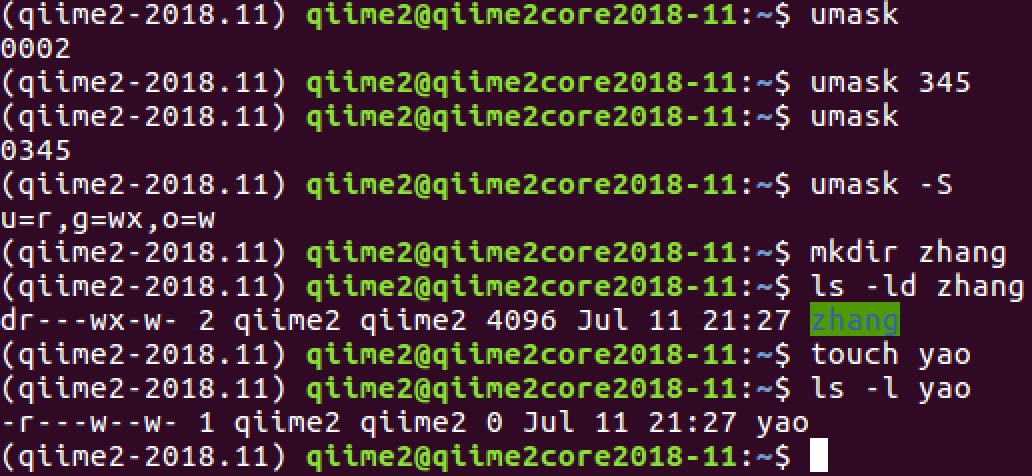 (qiime2-2018.11) qiime2@qiime2core2018-11:~$ umask
0002
(qiime2-2018.11) qiime2@qiime2core2018-11:~$ umask 345
(qiime2-2018.11) qiime2@qiime2core2018-11:~$ umask
0345
(qiime2-2018.11) qiime2@qiime2core2018-11:~$ umask -S
u=r,g=wx,o=w
(qiime2-2018.11) qiime2@qiime2core2018-11:~$ mkdir zhang
(qiime2-2018.11) qiime2@qiime2core2018-11:~$ ls -ld zhang
dr---wx-w- 2 qiime2 qiime2 4096 Jul 11 21:27 zhang
(qiime2-2018.11) qiime2@qiime2core2018-11:~$ touch yao
(qiime2-2018.11) qiime2@qiime2core2018-11:~$ ls -l yao
-r---w--w- 1 qiime2 qiime2 0 Jul 11 21:27 yao
(qiime2-2018.11) qiime2@qiime2core2018-11:~$